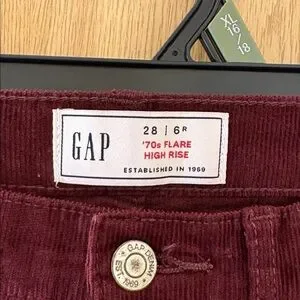 XL
16
/
18
GAP
28 | 6R
'70s FLARE
HIGH RISE
ESTABLISHED IN 1969
GAP DENIM
EST. 1969